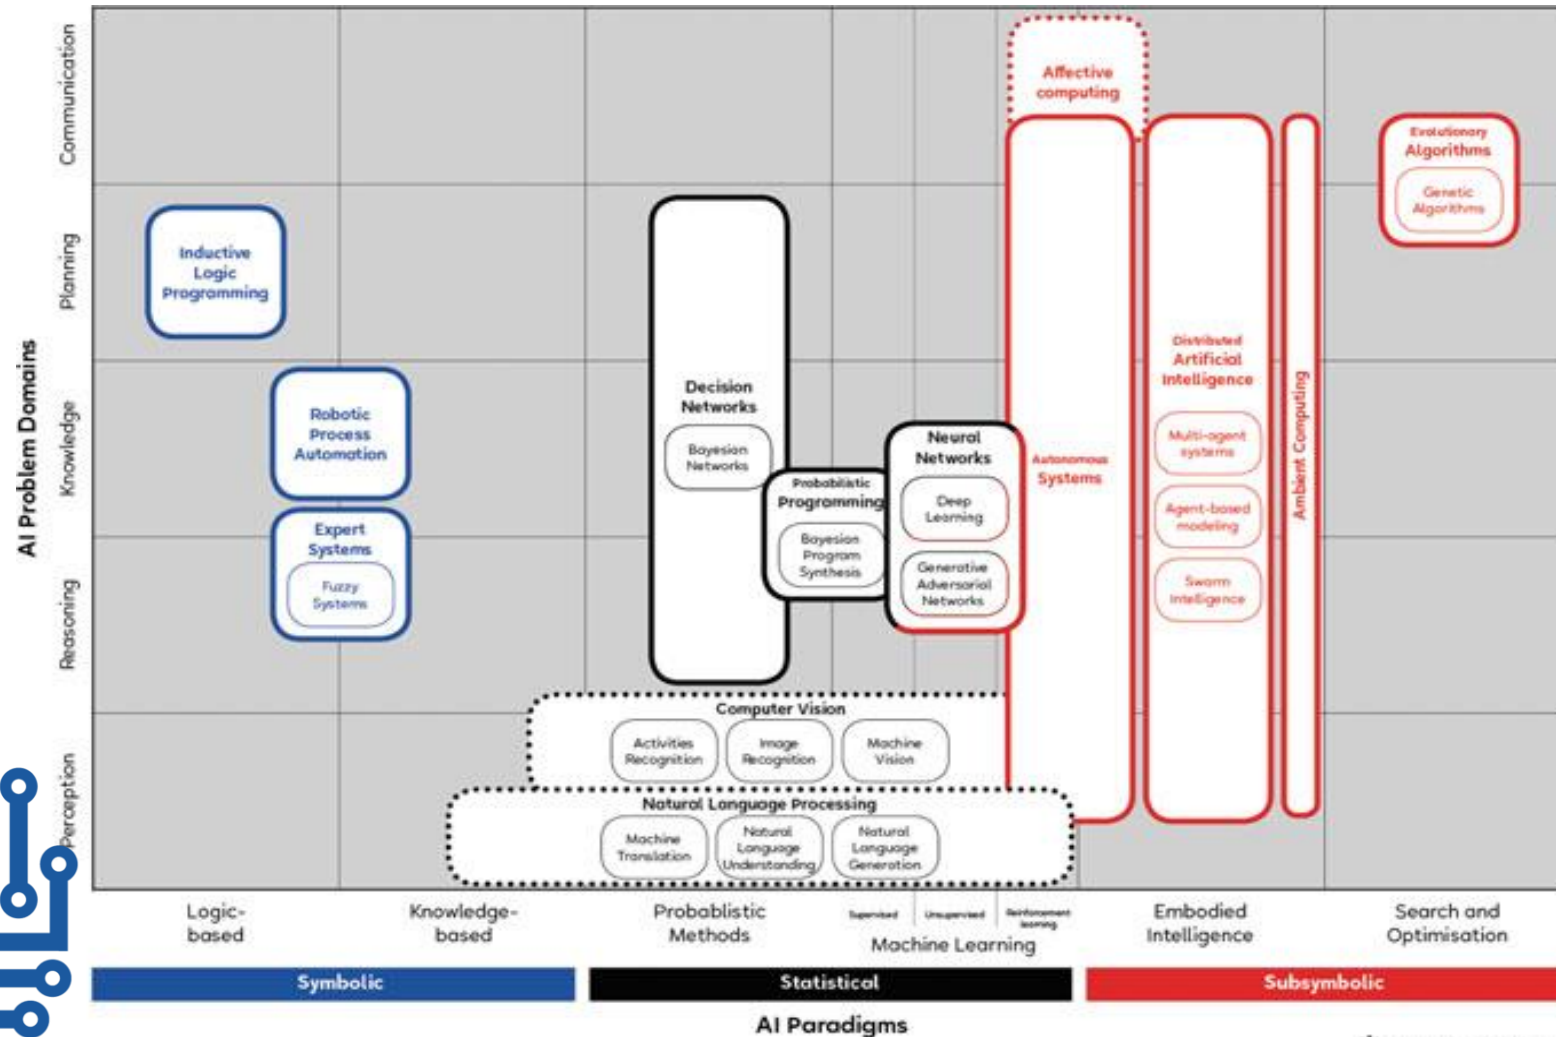 AI Problem Domains
Communication
Planning
Knowledge
Reasoning
Perception
Affective
computing
Evolutionary
Algorithms
Genetic
Algorithms
Inductive
Logic
Programming
Distributed
Artificial
Intelligence
Multi-agent
systems
Agent-based
modeling
Swarm
Intelligence
Ambient Computing
Decision
Networks
Bayesian
Networks
Robotic
Process
Automation
Neural
Networks
Deep
Learning
Generative
Adversarial
Networks
Autonomous
Systems
Probabilistic
Programming
Bayesian
Program
Synthesis
Expert
Systems
Fuzzy
Systems
Computer Vision
Activities
Recognition
Image
Recognition
Machine
Vision
Natural Language Processing
Machine
Translation
Natural
Language
Understanding
Natural
Language
Generation
Logic-
based
Knowledge-
based
Probablistic
Methods
Supervised
Unsupervised
Reinforcement
learning
Machine Learning
Embodied
Intelligence
Search and
Optimisation
Symbolic
Statistical
Subsymbolic
AI Paradigms